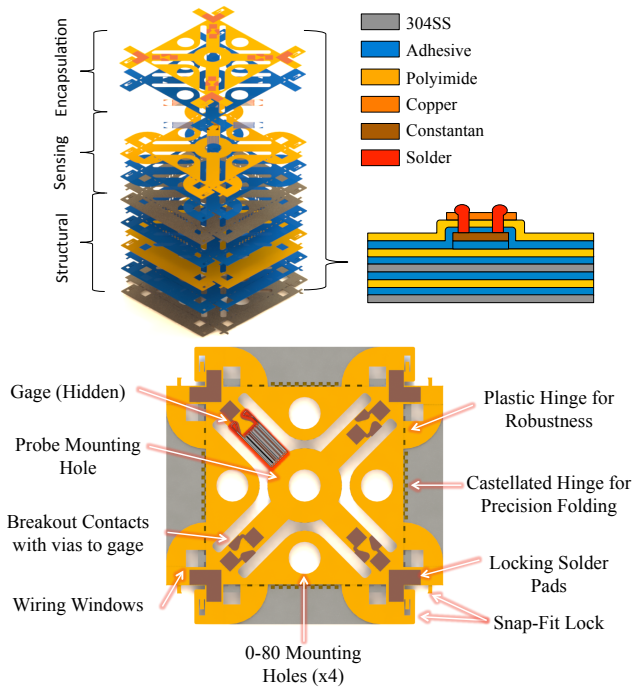 Encapsulation
Sensing
Structural
304SS
Adhesive
Polyimide
Copper
Constantan
Solder
Gage (Hidden)
Probe Mounting
Hole
Breakout Contacts
with vias to gage
Wiring Windows
0-80 Mounting
Holes (x4)
Plastic Hinge for
Robustness
Castellated Hinge for
Precision Folding
Locking Solder
Pads
Snap-Fit Lock